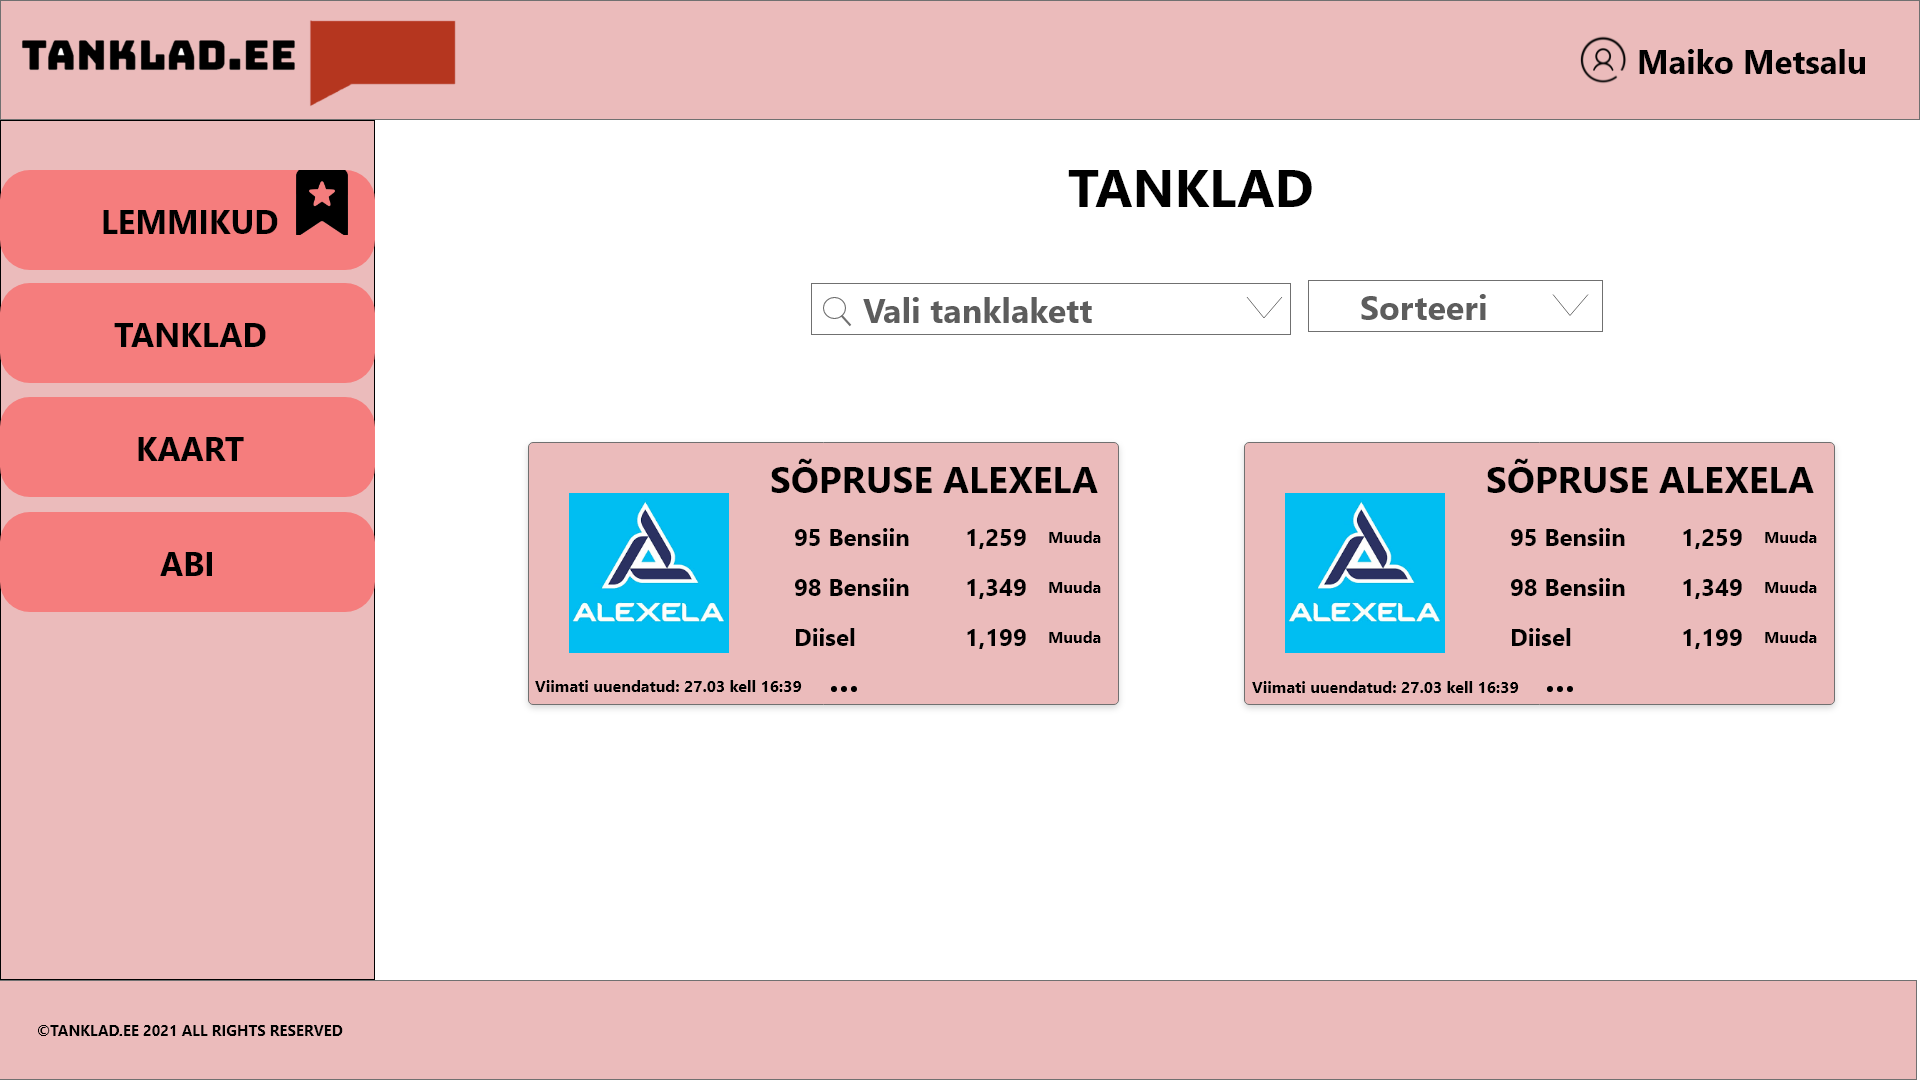 TANKLAD.EE
Maiko Metsalu
LEMMIKUD
TANKLAD
KAART
ABI
TANKLAD
Vali tanklakett
Sorteeri
SÕPRUSE ALEXELA
ALEXELA
95 Bensiin 1,259 Muuda
98 Bensiin 1,349 Muuda
Diisel 1,199 Muuda
Viimati uuendatud: 27.03 kell 16:39
SÕPRUSE ALEXELA
ALEXELA
95 Bensiin 1,259 Muuda
98 Bensiin 1,349 Muuda
Diisel 1,199 Muuda
Viimati uuendatud: 27.03 kell 16:39
©TANKLAD.EE 2021 ALL RIGHTS RESERVED